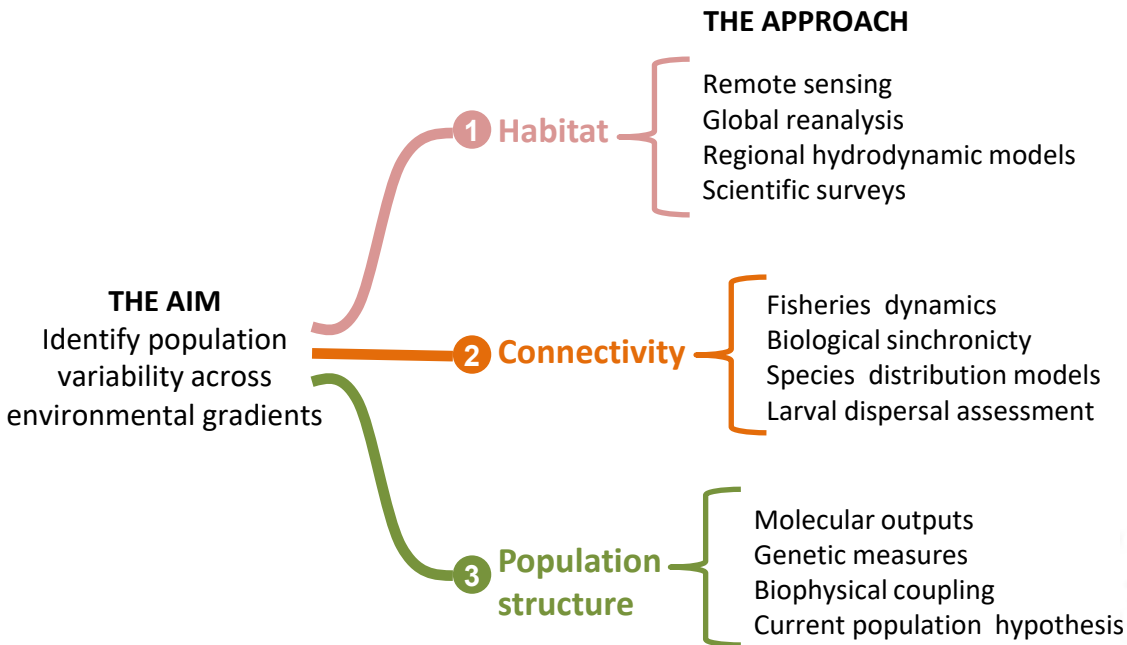 THE APPROACH
1 Habitat
Remote sensing
Global reanalysis
Regional hydrodynamic models
Scientific surveys
THE AIM
Identify population
variability across
environmental gradients
2 Connectivity
Fisheries dynamics
Biological sinchronicty
Species distribution models
Larval dispersal assessment
3 Population
structure
Molecular outputs
Genetic measures
Biophysical coupling
Current population hypothesis